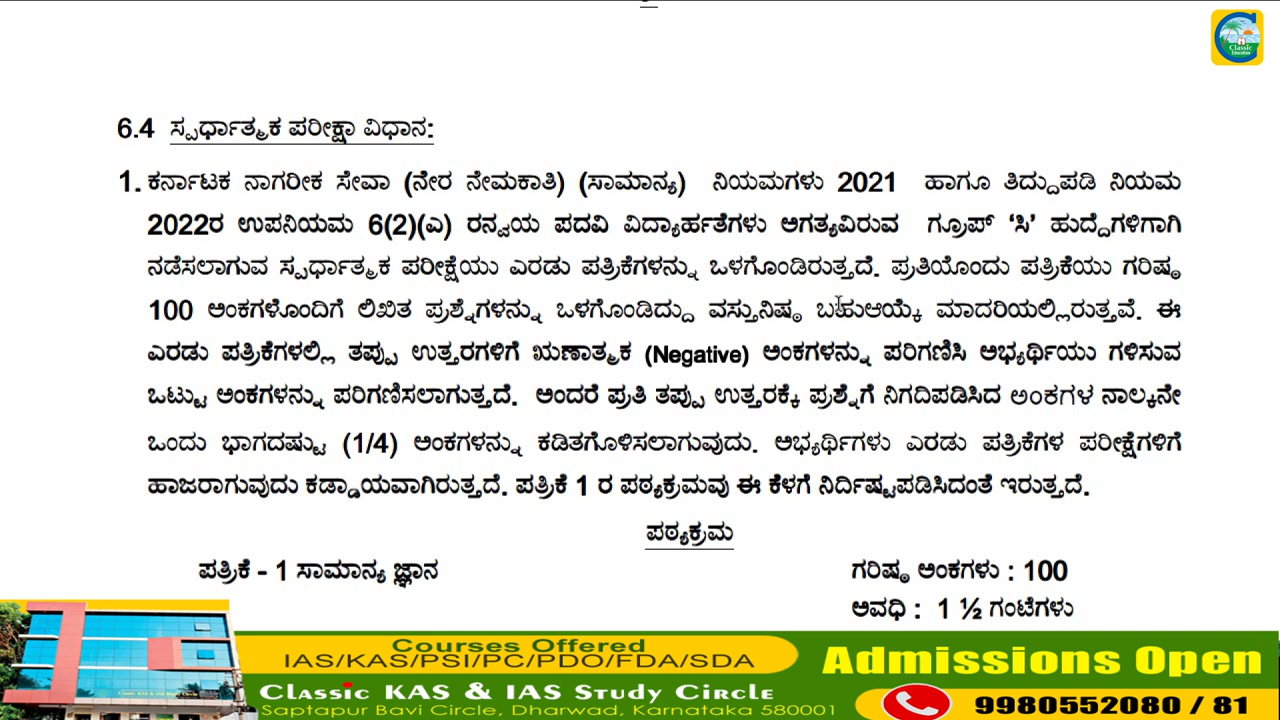 Classic
Education
6.4 ಸ್ಪರ್ಧಾತ್ಮಕ ಪರೀಕ್ಷಾ ವಿಧಾನ:
1. ಕರ್ನಾಟಕ ನಾಗರೀಕ ಸೇವಾ (ನೇರ ನೇಮಕಾತಿ) (ಸಾಮಾನ್ಯ) ನಿಯಮಗಳು 2021 ಹಾಗೂ ತಿದ್ದುಪಡಿ ನಿಯಮ
2022ರ ಉಪನಿಯಮ 6(2)(ಎ) ರನ್ವಯ ಪದವಿ ವಿದ್ಯಾರ್ಹತೆಗಳು ಅಗತ್ಯವಿರುವ ಗ್ರೂಪ್ ‘ಸಿ’ ಹುದ್ದೆಗಳಿಗಾಗಿ
ನಡೆಸಲಾಗುವ ಸ್ಪರ್ಧಾತ್ಮಕ ಪರೀಕ್ಷೆಯು ಎರಡು ಪತ್ರಿಕೆಗಳನ್ನು ಒಳಗೊಂಡಿರುತ್ತದೆ. ಪ್ರತಿಯೊಂದು ಪತ್ರಿಕೆಯು ಗರಿಷ್ಠ
100 ಅಂಕಗಳೊಂದಿಗೆ ಲಿಖಿತ ಪ್ರಶ್ನೆಗಳನ್ನು ಒಳಗೊಂಡಿದ್ದು ವಸ್ತುನಿಷ್ಠ ಬಹುಆಯ್ಕೆ ಮಾದರಿಯಲ್ಲಿರುತ್ತವೆ. ಈ
ಎರಡು ಪತ್ರಿಕೆಗಳಲ್ಲಿ ತಪ್ಪು ಉತ್ತರಗಳಿಗೆ ಋಣಾತ್ಮಕ (Negative) ಅಂಕಗಳನ್ನು ಪರಿಗಣಿಸಿ ಅಭ್ಯರ್ಥಿಯು ಗಳಿಸುವ
ಒಟ್ಟು ಅಂಕಗಳನ್ನು ಪರಿಗಣಿಸಲಾಗುತ್ತದೆ. ಅಂದರೆ ಪ್ರತಿ ತಪ್ಪು ಉತ್ತರಕ್ಕೆ ಪ್ರಶ್ನೆಗೆ ನಿಗದಿಪಡಿಸಿದ ಅಂಕಗಳ ನಾಲ್ಕನೇ
ಒಂದು ಭಾಗದಷ್ಟು (1/4) ಅಂಕಗಳನ್ನು ಕಡಿತಗೊಳಿಸಲಾಗುವುದು. ಅಭ್ಯರ್ಥಿಗಳು ಎರಡು ಪತ್ರಿಕೆಗಳ ಪರೀಕ್ಷೆಗಳಿಗೆ
ಹಾಜರಾಗುವುದು ಕಡ್ಡಾಯವಾಗಿರುತ್ತದೆ. ಪತ್ರಿಕೆ 1 ರ ಪಠ್ಯಕ್ರಮವು ಈ ಕೆಳಗೆ ನಿರ್ದಿಷ್ಟಪಡಿಸಿದಂತೆ ಇರುತ್ತದೆ.
ಪಠ್ಯಕ್ರಮ
ಪತ್ರಿಕೆ - 1 ಸಾಮಾನ್ಯ ಜ್ಞಾನ ಗರಿಷ್ಠ ಅಂಕಗಳು : 100
ಅವಧಿ : 1 ½ ಗಂಟೆಗಳು
Courses Offered
IAS/KAS/PSI/PC/PDO/FDA/SDA
Classic KAS & IAS Study Circle
Saptapur Bavi Circle, Dharwad, Karnataka 580001
Admissions Open
9980552080 / 81